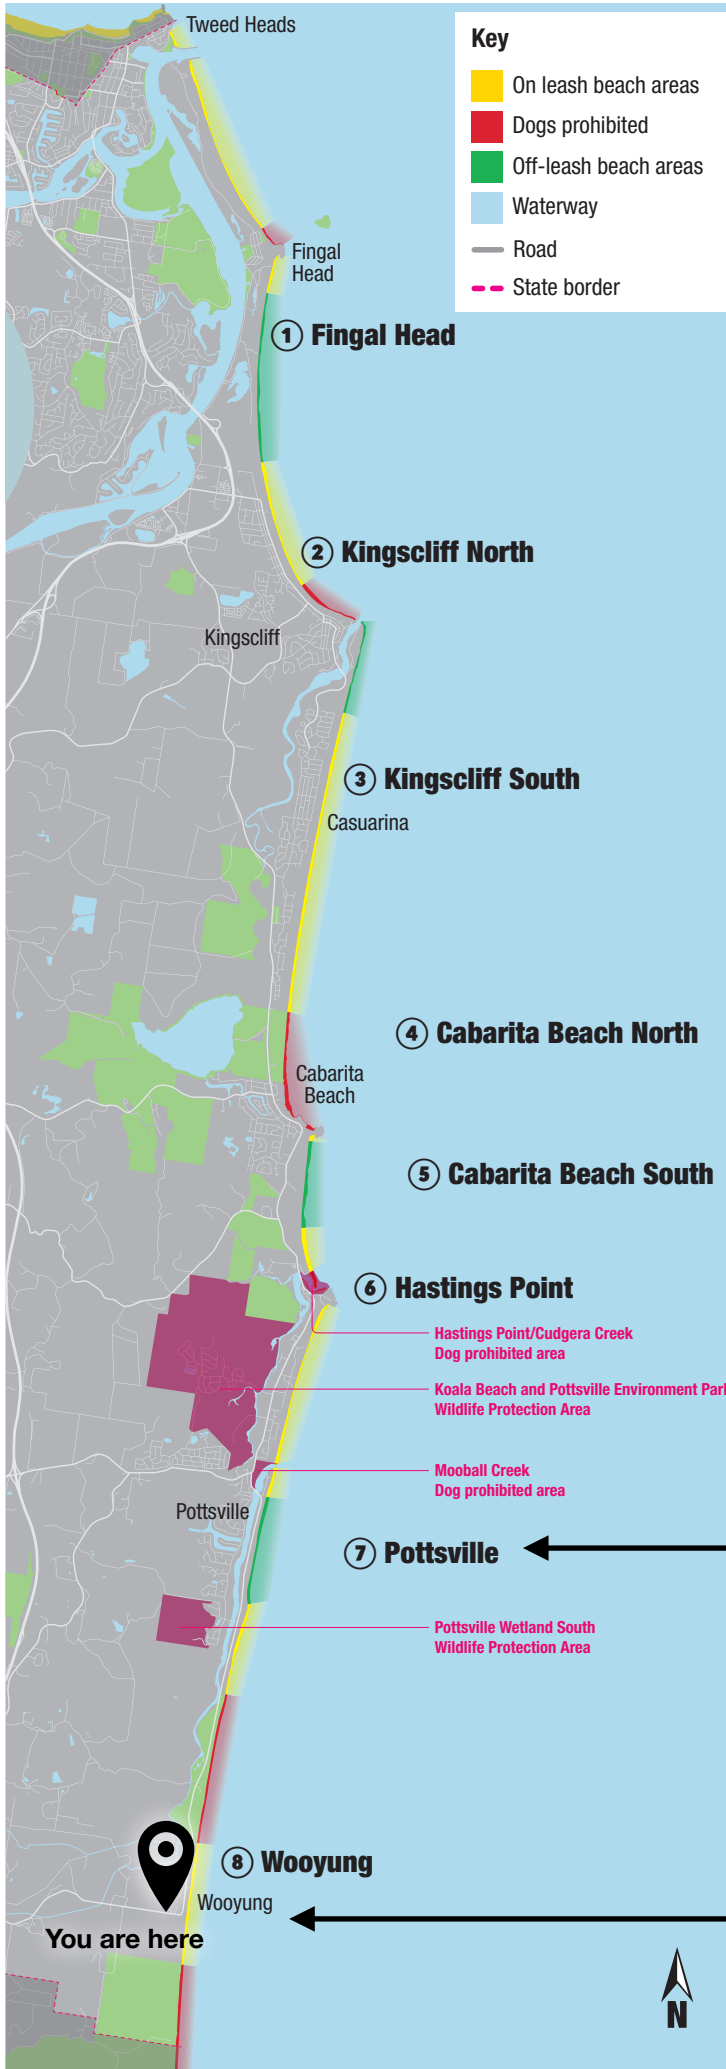 Tweed Heads
Key
On leash beach areas
Dogs prohibited
Off-leash beach areas
Waterway
Road
State border
Fingal
Head
1 Fingal Head
2 Kingscliff North
Kingscliff
3 Kingscliff South
Casuarina
4 Cabarita Beach North
Cabarita
Beach
5 Cabarita Beach South
6 Hastings Point
Hastings Point/Cudgera Creek
Dog prohibited area
Koala Beach and Pottsville Environment Park
Wildlife Protection Area
Mooball Creek
Dog prohibited area
Pottsville
7 Pottsville
Pottsville Wetland South
Wildlife Protection Area
8 Wooyung
Wooyung
You are here
N